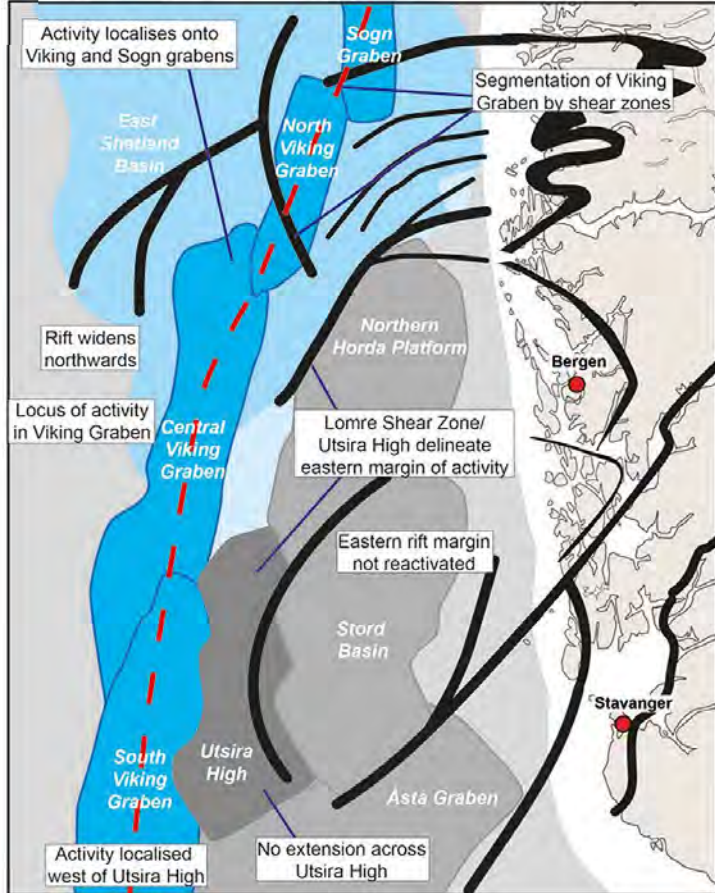 Activity localises onto
Viking and Sogn grabens
Sogn
Graben
Segmentation of Viking
Graben by shear zones
East
Shetland
Basin
North
Viking
Graben
Rift widens
northwards
Northern
Horda Platform
Bergen
Locus of activity
in Viking Graben
Central
Viking
Graben
Lomre Shear Zone/
Utsira High delineate
eastern margin of activity
Eastern rift margin
not reactivated
Stord
Basin
Stavanger
South
Viking
Graben
Utsira
High
Åsta Graben
Activity localised
west of Utsira High
No extension across
Utsira High